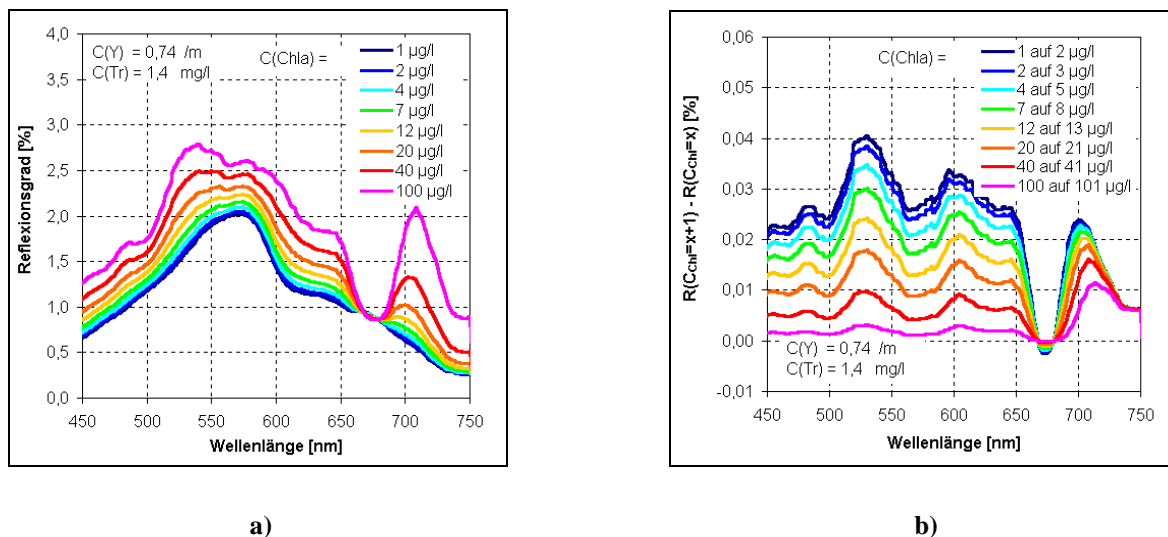 4,0
3,5
3,0
2,5
2,0
1,5
1,0
0,5
0,0
Reflexionsgrad [%]
C(Y) = 0,74 /m
C(Tr) = 1,4 mg/l
C(Chla) =
1 µg/l
2 µg/l
4 µg/l
7 µg/l
12 µg/l
20 µg/l
40 µg/l
100 µg/l
450 500 550 600 650 700 750
Wellenlänge [nm]
a)
0,06
0,05
0,04
0,03
0,02
0,01
0,00
-0,01
R(CChl=x+1) - R(CChl=x) [%]
C(Chla) =
1 auf 2 µg/l
2 auf 3 µg/l
4 auf 5 µg/l
7 auf 8 µg/l
12 auf 13 µg/l
20 auf 21 µg/l
40 auf 41 µg/l
100 auf 101 µg/l
C(Y) = 0,74 /m
C(Tr) = 1,4 mg/l
450 500 550 600 650 700 750
Wellenlänge [nm]
b)